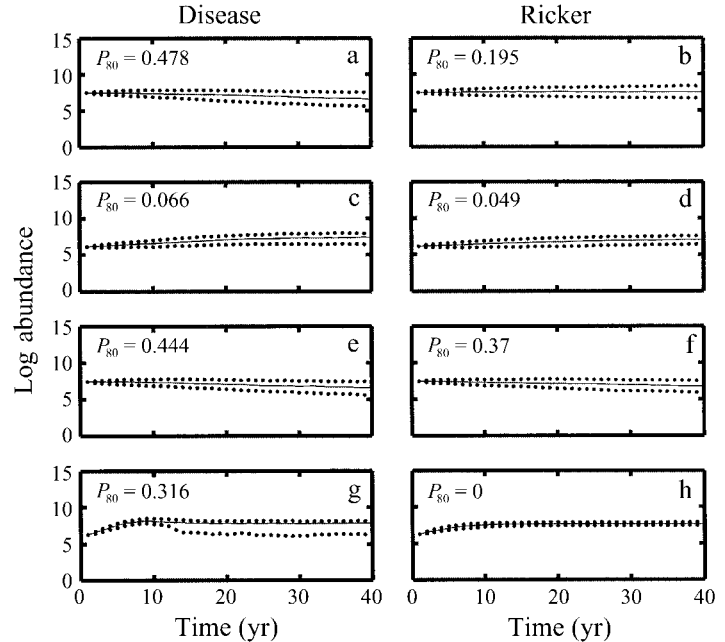 Disease Ricker
15
10
5
0
P80 = 0.478 a
P80 = 0.195 b
15
10
5
0
P80 = 0.066 c
P80 = 0.049 d
15
10
5
0
P80 = 0.444 e
P80 = 0.37 f
15
10
5
0
P80 = 0.316 g
P80 = 0 h
0 10 20 30 40 0 10 20 30 40
Time (yr) Time (yr)
Log abundance